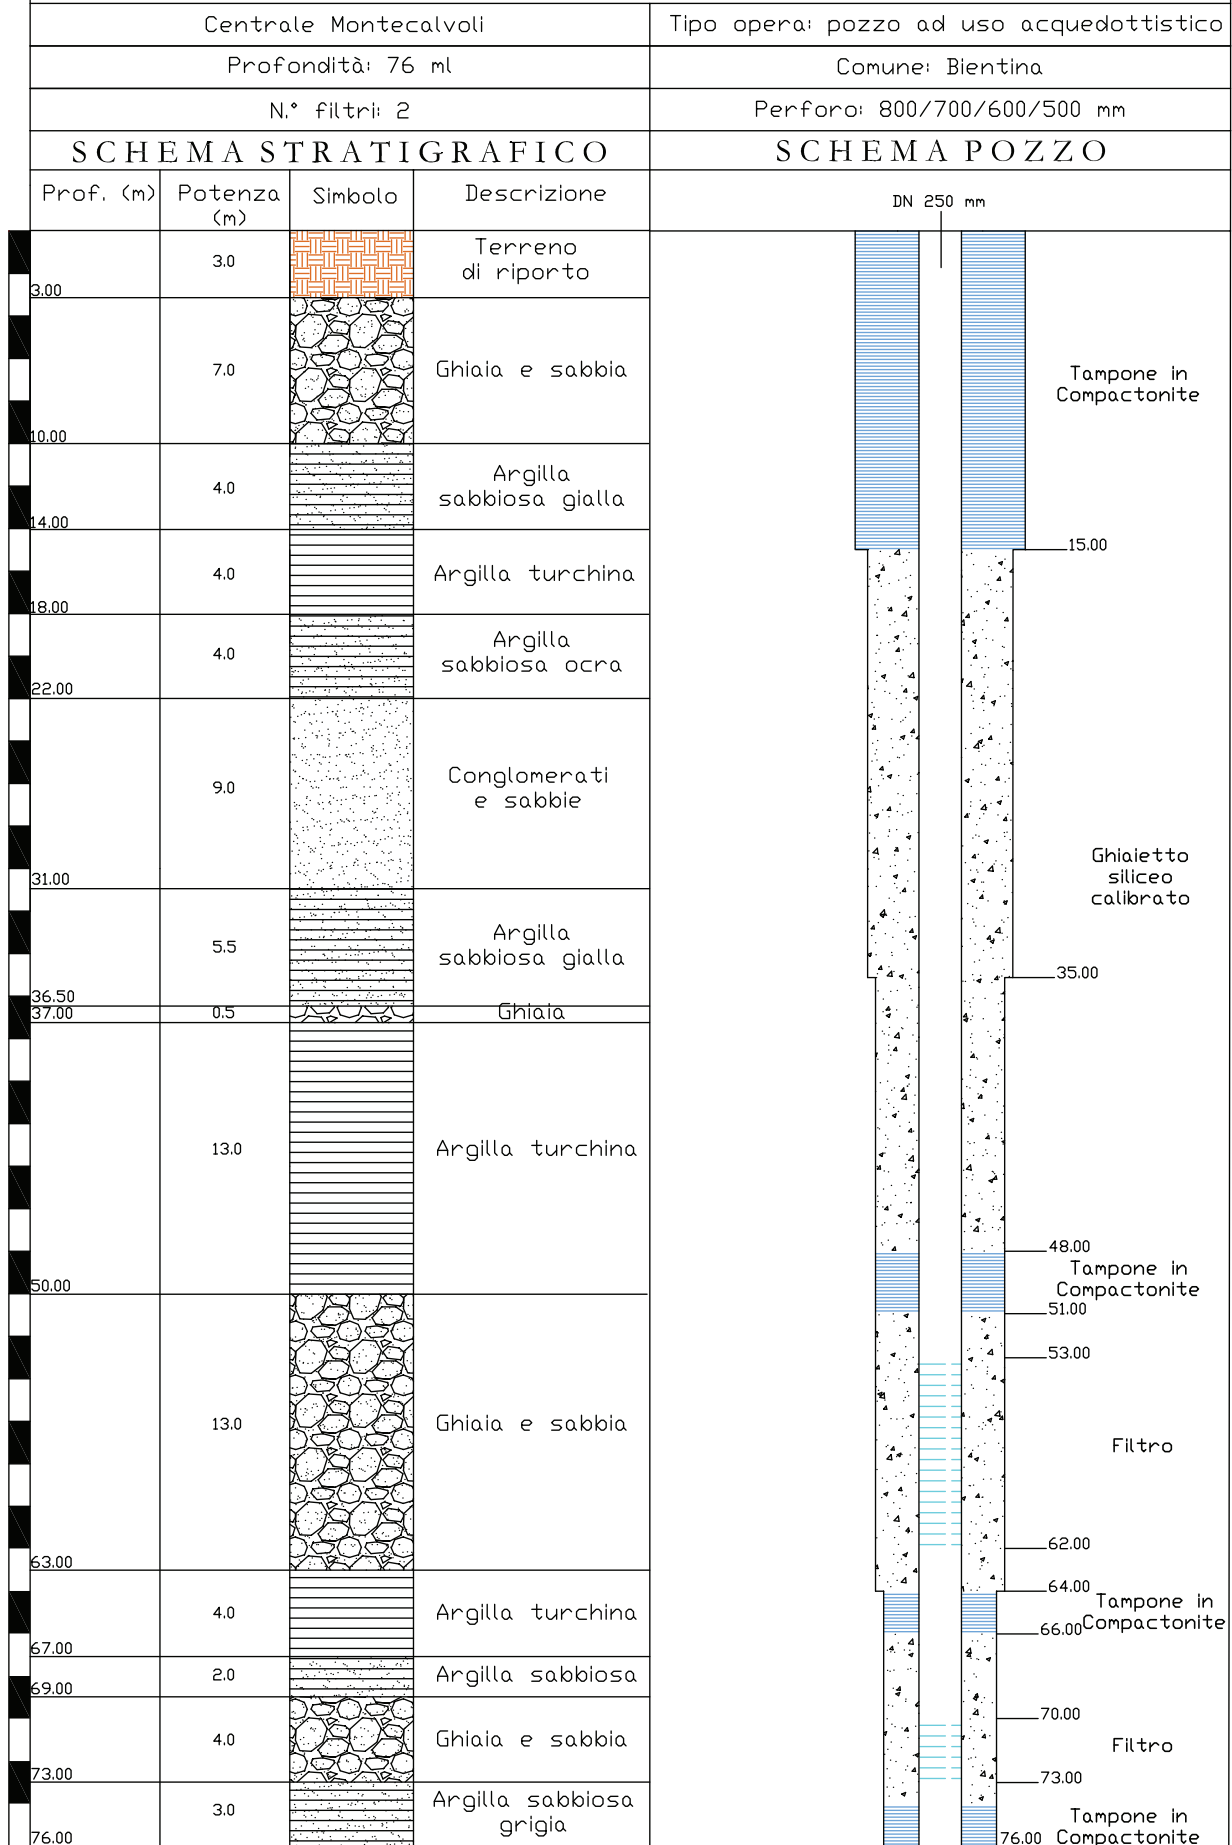 Centrale Montecalvoli
Tipo opera: pozzo ad uso acquedottistico
Profondità: 76 ml
Comune: Bientina
N.° filtri: 2
Perforo: 800/700/600/500 mm
SCHEMA STRATIGRAFICO
SCHEMA POZZO
Prof. (m)
Potenza
(m)
Simbolo
Descrizione
DN 250 mm
3.0
Terreno
di riporto
3.00
7.0
Ghiaia e sabbia
Tampone in
Compactonite
10.00
4.0
Argilla
sabbiosa gialla
14.00
15.00
4.0
Argilla turchina
18.00
4.0
Argilla
sabbiosa ocra
22.00
9.0
Conglomerati
e sabbie
Ghiaietto
siliceo
calibrato
31.00
5.5
Argilla
sabbiosa gialla
35.00
36.50
0.5
Ghiaia
37.00
13.0
Argilla turchina
48.00
Tampone in
Compactonite
50.00
51.00
53.00
13.0
Ghiaia e sabbia
Filtro
62.00
63.00
64.00
4.0
Argilla turchina
Tampone in
Compactonite
66.00
67.00
2.0
Argilla sabbiosa
69.00
70.00
4.0
Ghiaia e sabbia
Filtro
73.00
73.00
3.0
Argilla sabbiosa
grigia
Tampone in
Compactonite
76.00
76.00